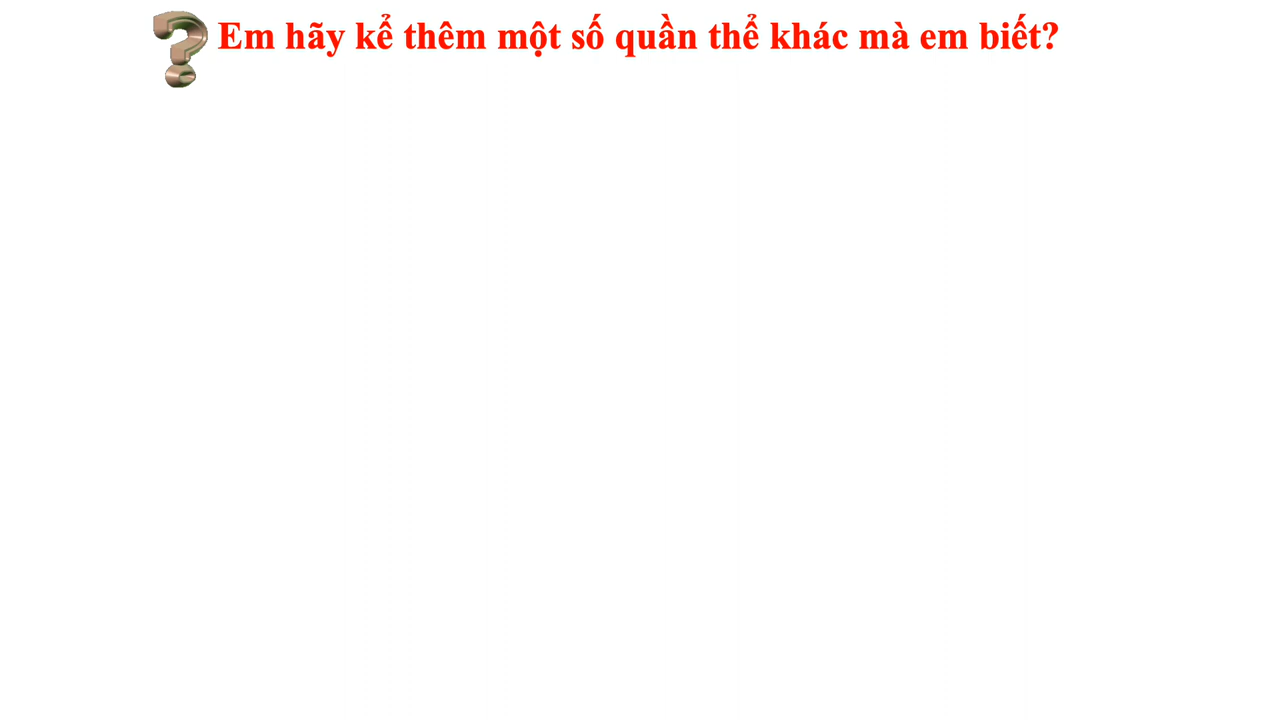 Em hãy kể thêm một số quần thể khác mà em biết?